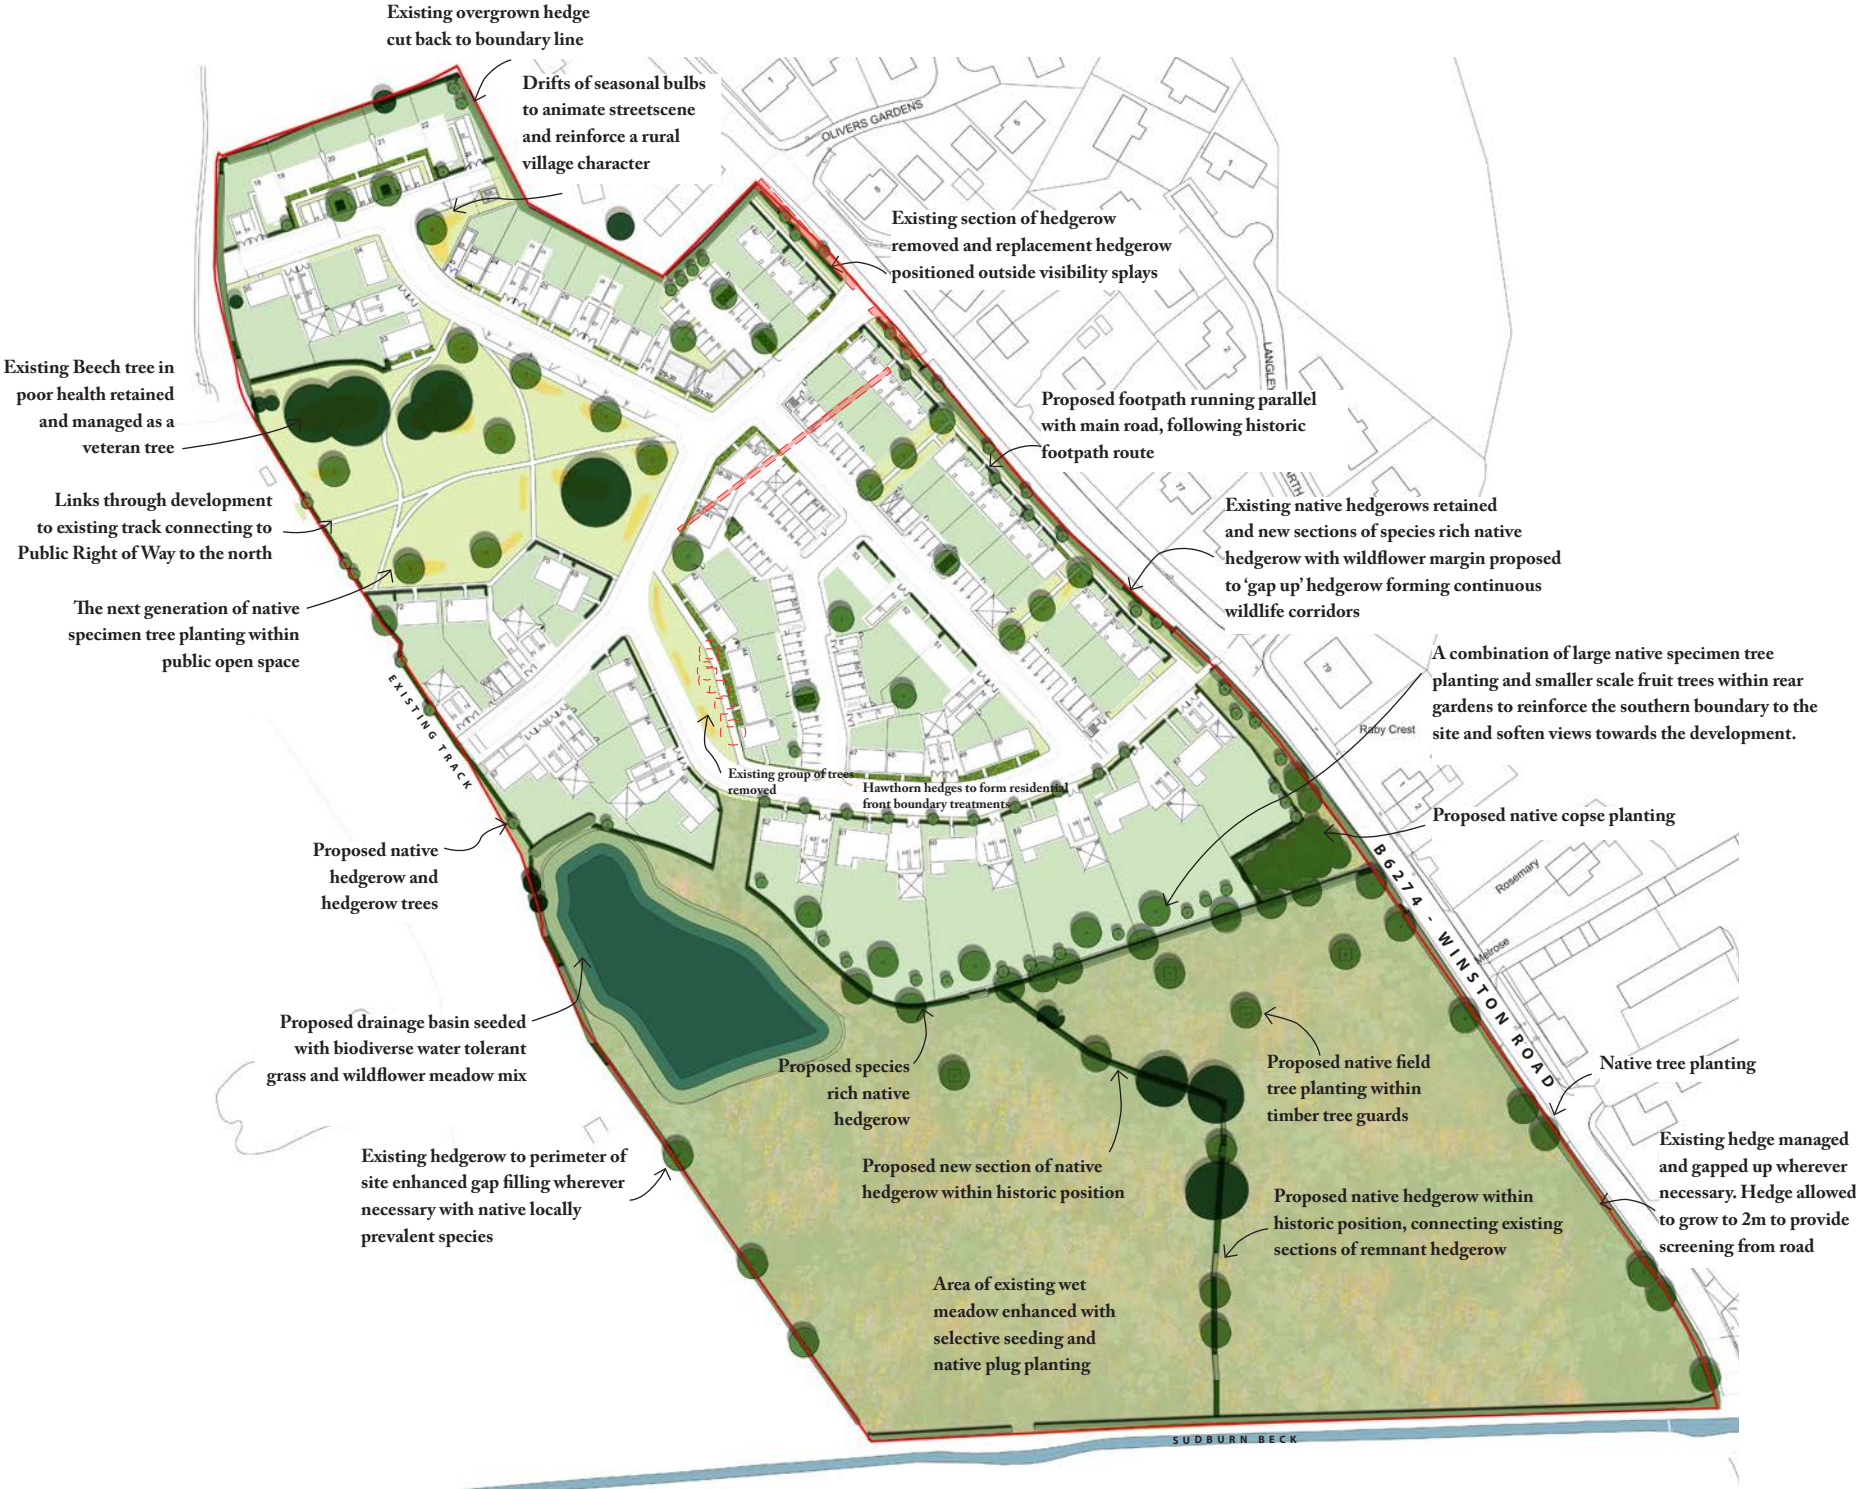 Existing overgrown hedge
cut back to boundary line
Drifts of seasonal bulbs
to animate streetscene
and reinforce a rural
village character
OLIVERS GARDENS
Existing section of hedgerow
removed and replacement hedgerow
positioned outside visibility splays
LANGLEY
Existing Beech tree in
poor health retained
and managed as a
veteran tree
Proposed footpath running parallel
with main road, following historic
footpath route
Links through development
to existing track connecting to
Public Right of Way to the north
77
Existing native hedgerows retained
and new sections of species rich native
hedgerow with wildflower margin proposed
to ‘gap up’ hedgerow forming continuous
wildlife corridors
The next generation of native
specimen tree planting within
public open space
79
A combination of large native specimen tree
planting and smaller scale fruit trees within rear
gardens to reinforce the southern boundary to the
site and soften views towards the development.
EXISTING TRACK
Raby Crest
Existing group of trees
removed
Hawthorn hedges to form residential
front boundary treatments
Proposed native copse planting
Proposed native
hedgerow and
hedgerow trees
Rosemary
Melrose
B6274 - WINSTON ROAD
Proposed drainage basin seeded
with biodiverse water tolerant
grass and wildflower meadow mix
Proposed species
rich native
hedgerow
Proposed native field
tree planting within
timber tree guards
Native tree planting
Existing hedgerow to perimeter of
site enhanced gap filling wherever
necessary with native locally
prevalent species
Proposed new section of native
hedgerow within historic position
Proposed native hedgerow within
historic position, connecting existing
sections of remnant hedgerow
Existing hedge managed
and gapped up wherever
necessary. Hedge allowed
to grow to 2m to provide
screening from road
Area of existing wet
meadow enhanced with
selective seeding and
native plug planting
SUDBURN BECK